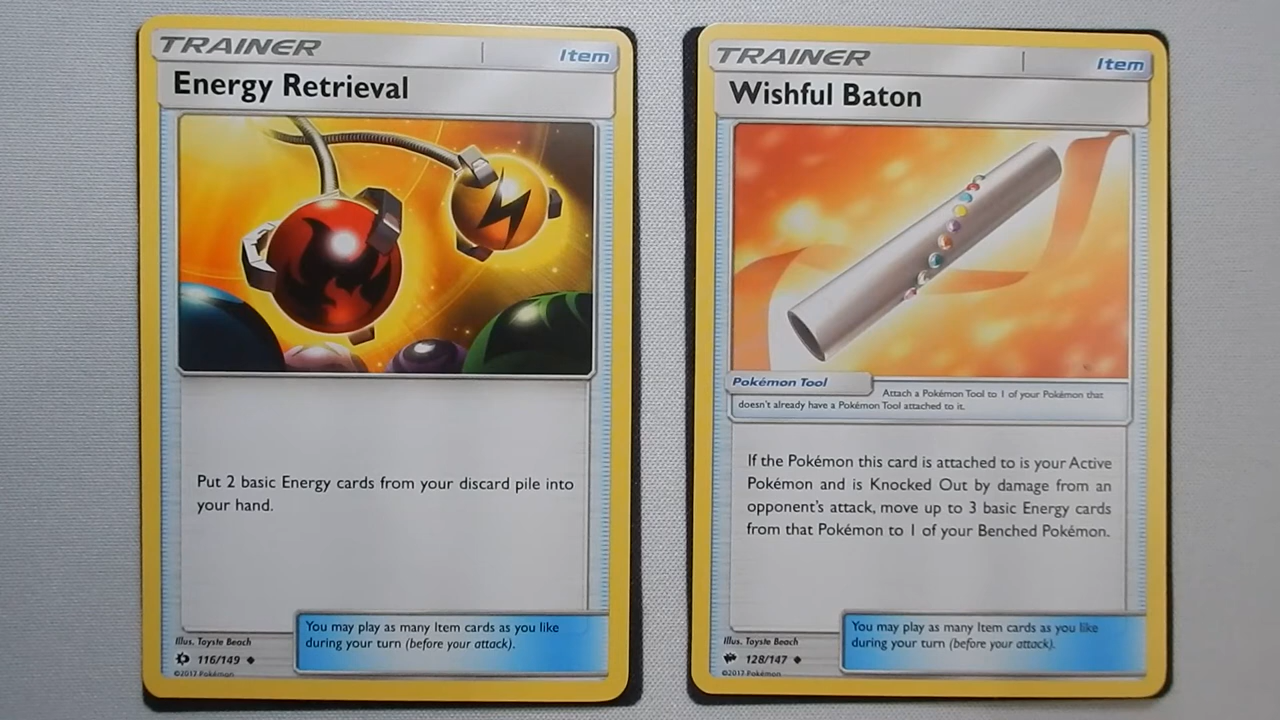 TRAINER
Item
Energy Retrieval
Put 2 basic Energy cards from your discard pile into
your hand.
You may play as many Item cards as you like
during your turn (before your attack).
Illus. Toyste Beach
116/149
©2017 Pokémon
TRAINER
Item
Wishful Baton
Pokémon Tool
Attach a Pokémon Tool to 1 of your Pokémon that
doesn't already have a Pokémon Tool attached to it.
If the Pokémon this card is attached to is your Active
Pokémon and is Knocked Out by damage from an
opponent's attack, move up to 3 basic Energy cards
from that Pokémon to 1 of your Benched Pokémon.
You may play as many Item cards as you like
during your turn (before your attack).
Illus. Toyste Beach
128/147
©2017 Pokémon